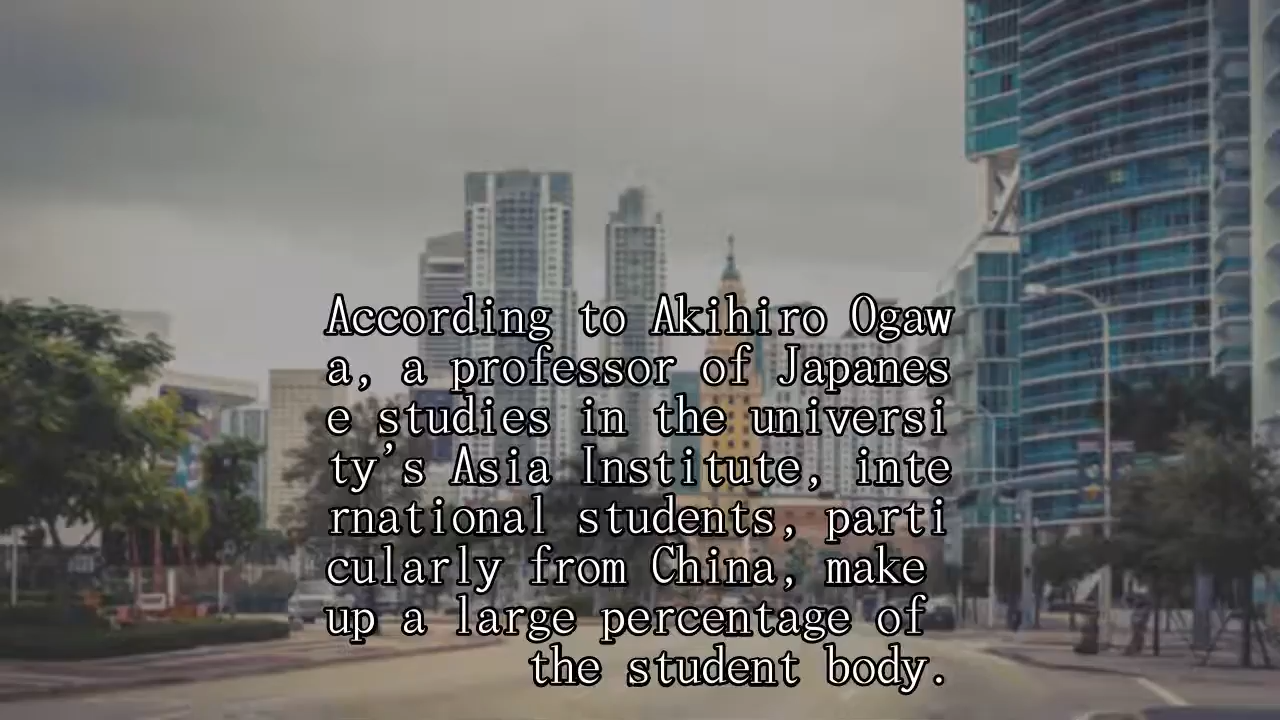 According to Akihiro Ogaw
a, a professor of Japanes
e studies in the universi
ty's Asia Institute, inte
rnational students, parti
cularly from China, make
up a large percentage of
the student body.